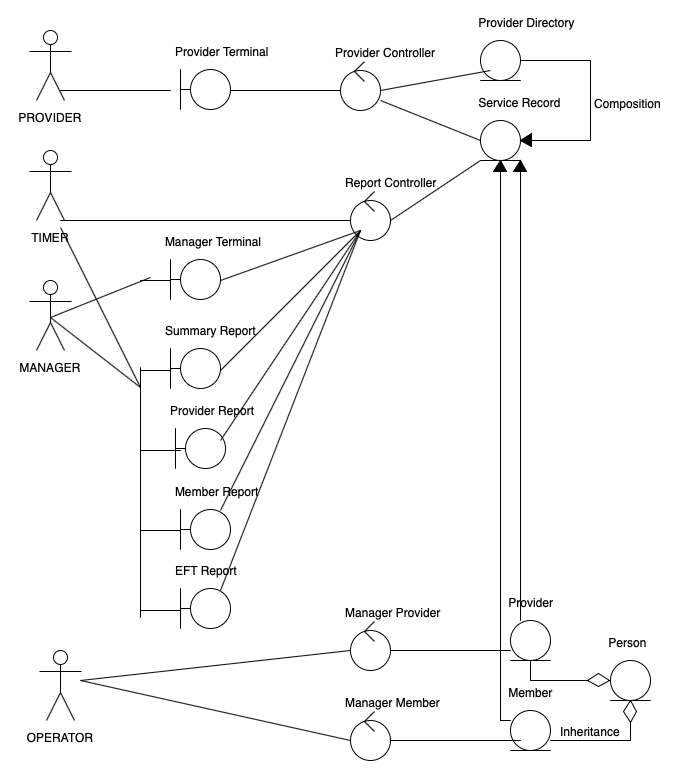 Provider Directory
Provider Terminal
Provider Controller
Service Record
Composition
PROVIDER
Report Controller
TIMER
Manager Terminal
MANAGER
Summary Report
Provider Report
Member Report
EFT Report
Provider
Manager Provider
Person
Member
Manager Member
Inheritance
OPERATOR